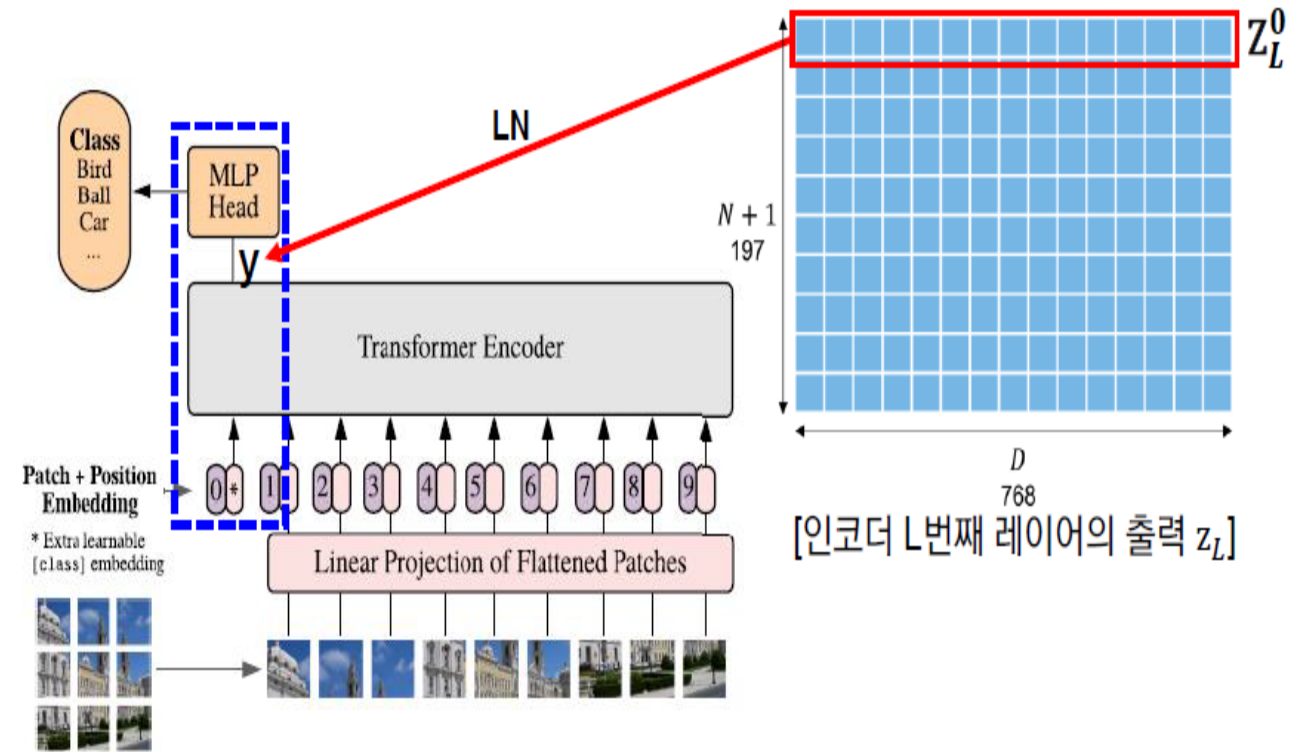 Class
Bird
Ball
Car
...
MLP
Head
y
LN
Transformer Encoder
Patch + Position
Embedding
0 * 1 2 3 4 5 6 7 8 9
* Extra learnable
[class] embedding
Linear Projection of Flattened Patches
Z_L^0
N + 1
197
D
768
[인코더 L번째 레이어의 출력 z_L]